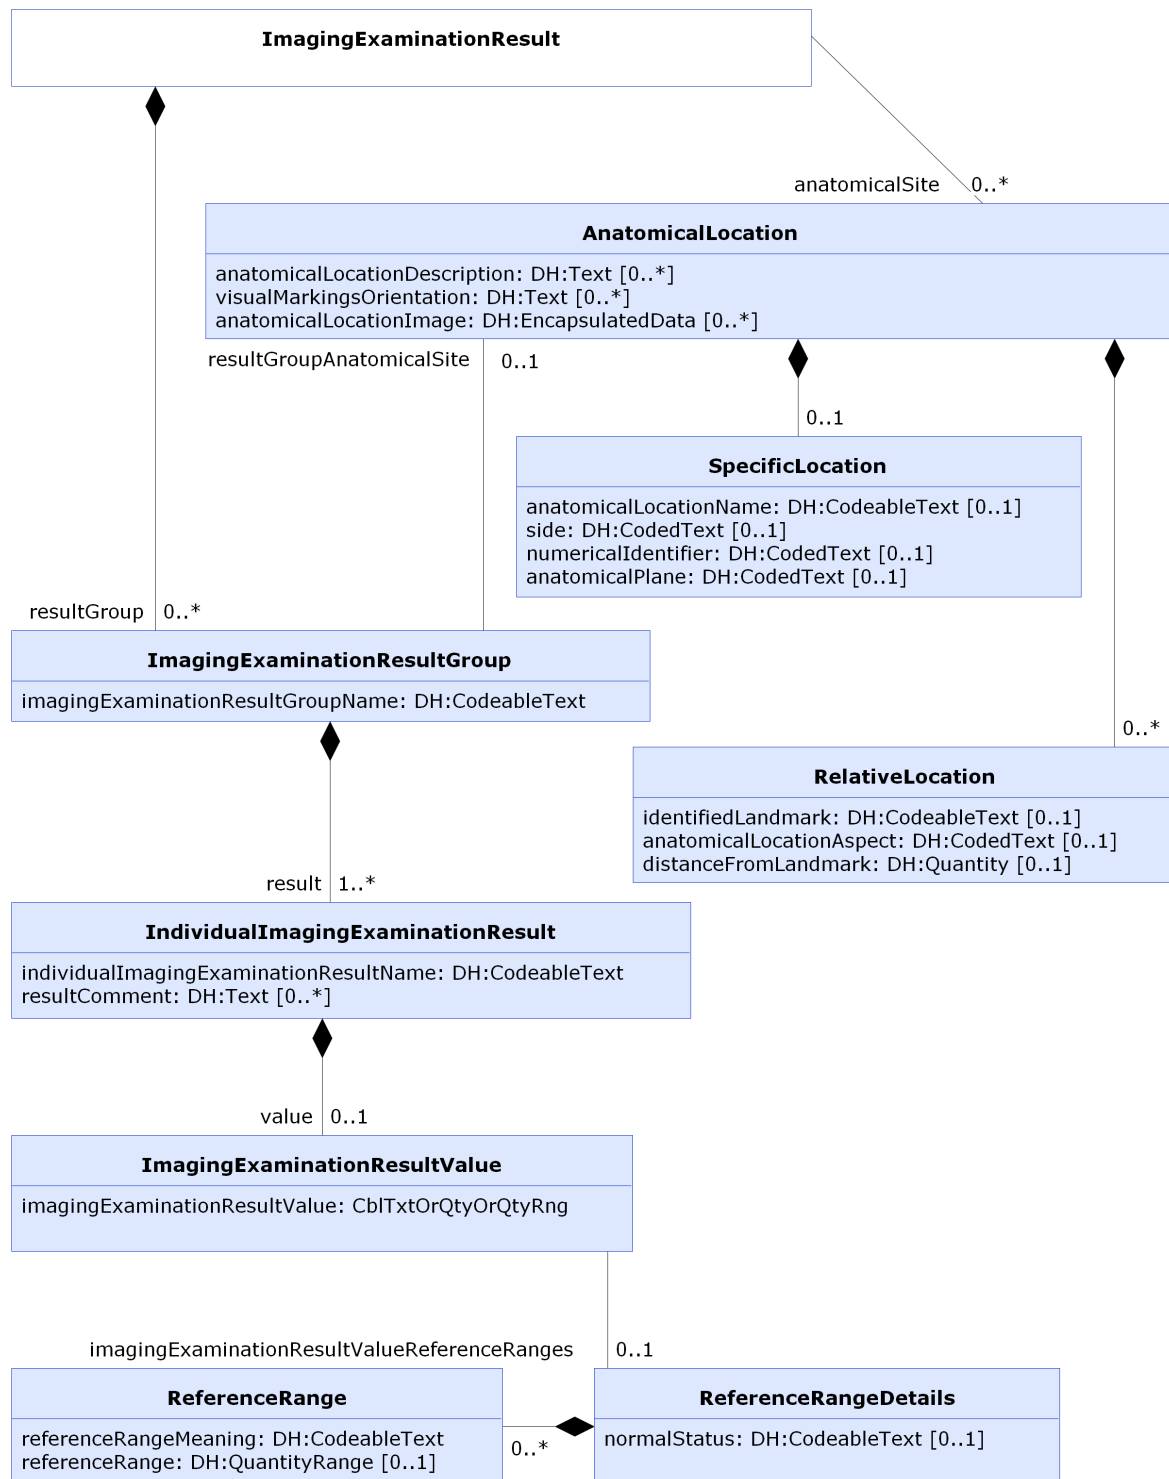 ImagingExaminationResult
anatomicalSite 0..*
AnatomicalLocation
anatomicalLocationDescription: DH:Text [0..*]
visualMarkingsOrientation: DH:Text [0..*]
anatomicalLocationImage: DH:EncapsulatedData [0..*]
resultGroupAnatomicalSite 0..1
0..1
SpecificLocation
anatomicalLocationName: DH:CodeableText [0..1]
side: DH:CodedText [0..1]
numericalIdentifier: DH:CodedText [0..1]
anatomicalPlane: DH:CodedText [0..1]
resultGroup 0..*
ImagingExaminationResultGroup
imagingExaminationResultGroupName: DH:CodeableText
0..*
RelativeLocation
identifiedLandmark: DH:CodeableText [0..1]
anatomicalLocationAspect: DH:CodedText [0..1]
distanceFromLandmark: DH:Quantity [0..1]
result 1..*
IndividualImagingExaminationResult
individualImagingExaminationResultName: DH:CodeableText
resultComment: DH:Text [0..*]
value 0..1
ImagingExaminationResultValue
imagingExaminationResultValue: CblTxtOrQtyOrQtyRng
imagingExaminationResultValueReferenceRanges 0..1
ReferenceRange
referenceRangeMeaning: DH:CodeableText
referenceRange: DH:QuantityRange [0..1]
0..*
ReferenceRangeDetails
normalStatus: DH:CodeableText [0..1]